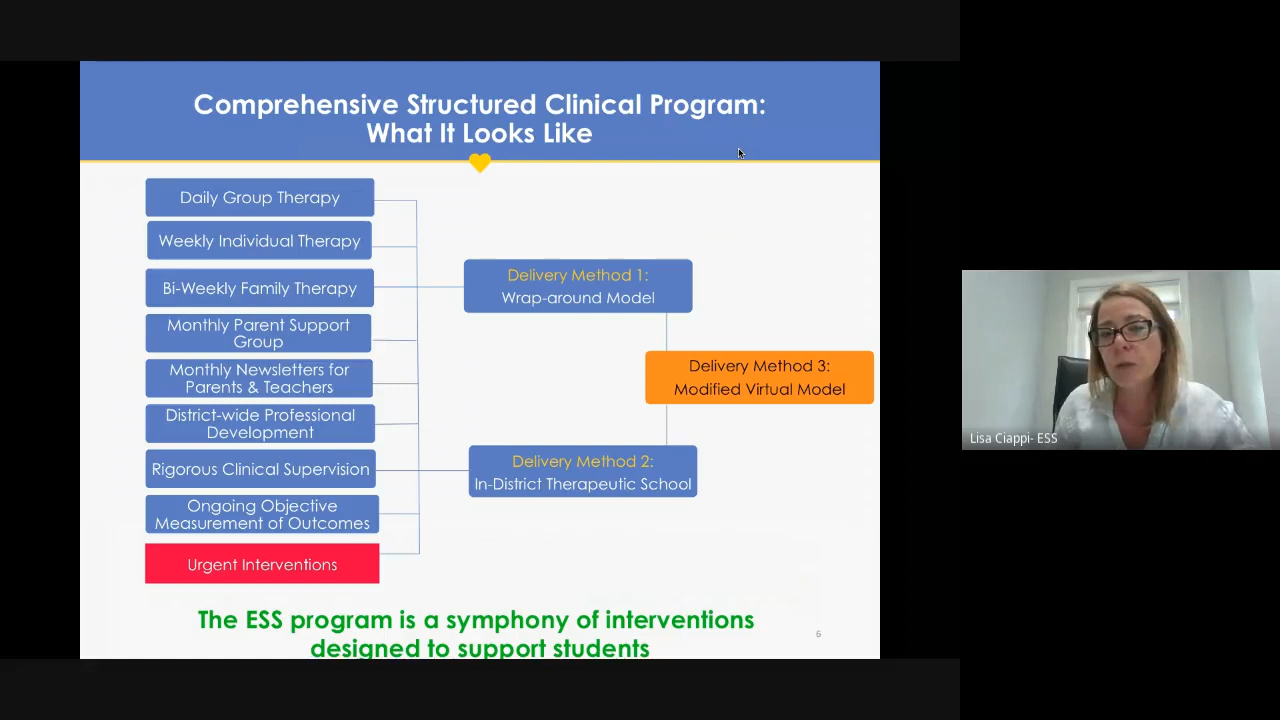 Comprehensive Structured Clinical Program:
What It Looks Like
Daily Group Therapy
Weekly Individual Therapy
Bi-Weekly Family Therapy
Monthly Parent Support
Group
Monthly Newsletters for
Parents & Teachers
District-wide Professional
Development
Rigorous Clinical Supervision
Ongoing Objective
Measurement of Outcomes
Urgent Interventions
Delivery Method 1:
Wrap-around Model
Delivery Method 3:
Modified Virtual Model
Delivery Method 2:
In-District Therapeutic School
The ESS program is a symphony of interventions
designed to support students
6
Lisa Ciappi- ESS